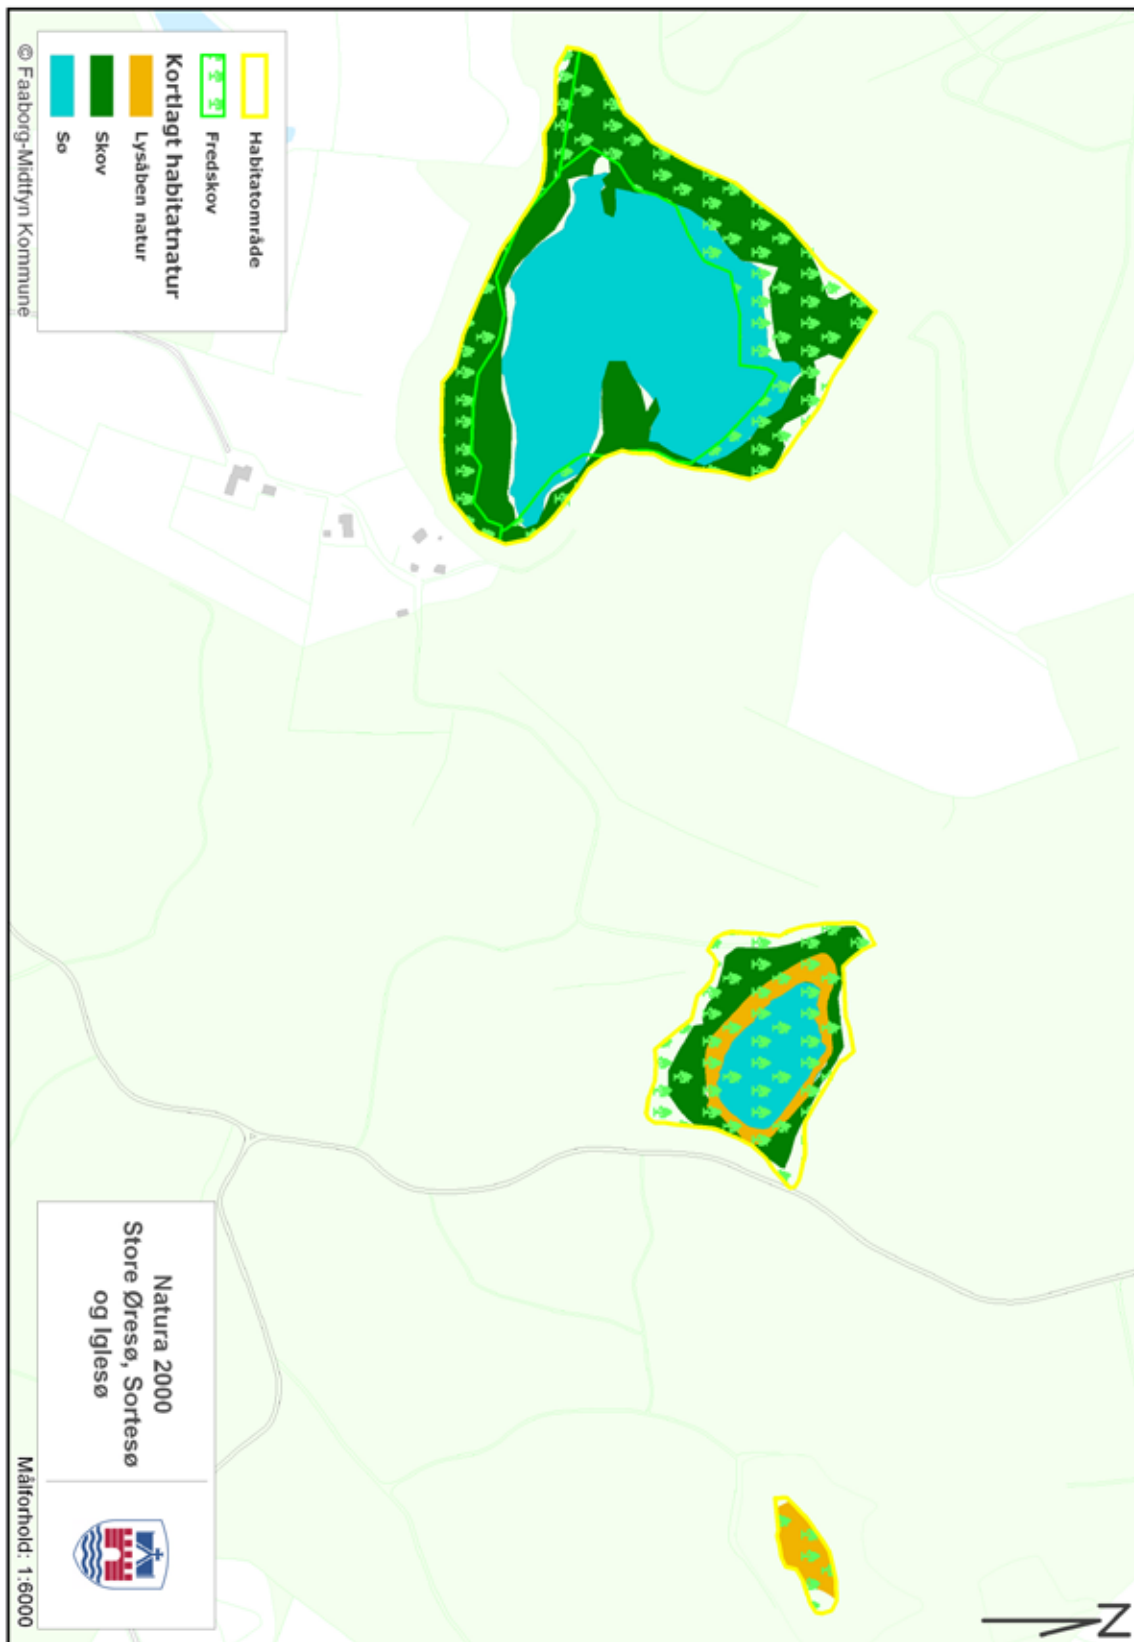 Habitatområde
Fredskov
Kortlagt habitatnatur
Lysåben natur
Skov
Sø
© Faaborg-Midtfyn Kommune
Natura 2000
Store Øresø, Sortesø
og Iglesø
Målforhold: 1:6000
N